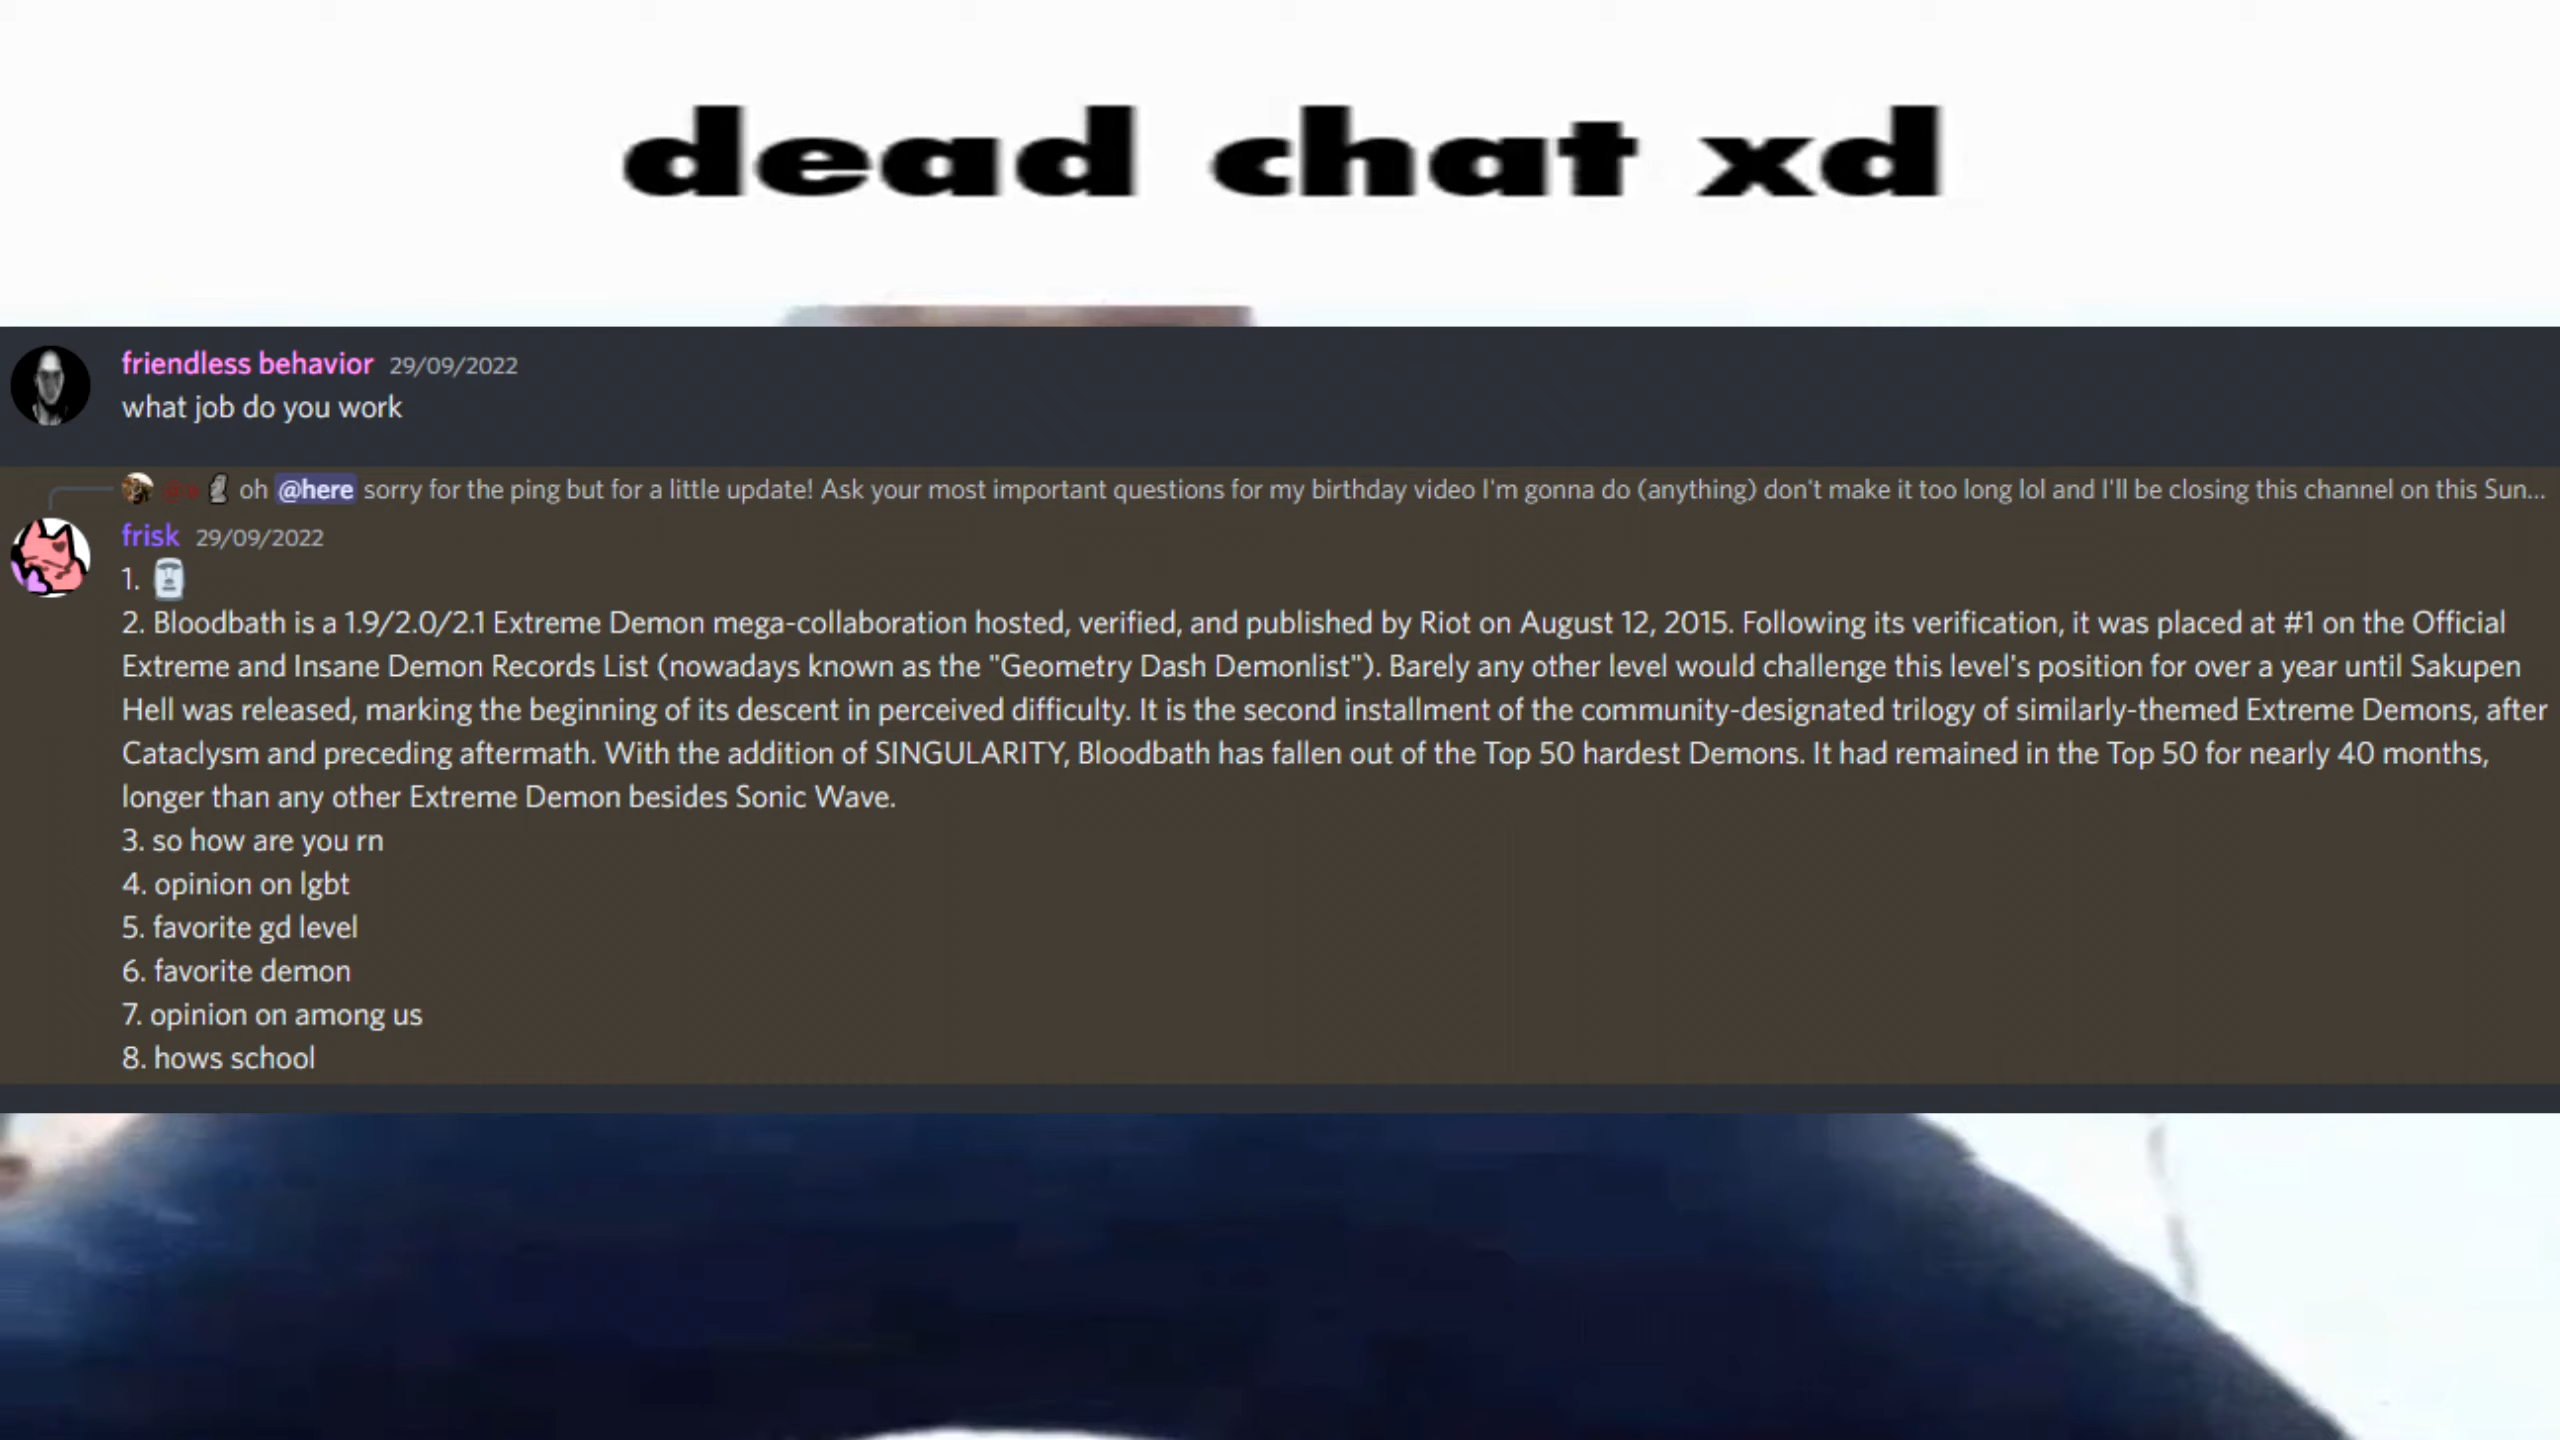 dead chat xd
friendless behavior 29/09/2022
what job do you work
oh @here sorry for the ping but for a little update! Ask your most important questions for my birthday video I'm gonna do (anything) don't make it too long lol and I'll be closing this channel on this Sun...
frisk 29/09/2022
1. 🗿
2. Bloodbath is a 1.9/2.0/2.1 Extreme Demon mega-collaboration hosted, verified, and published by Riot on August 12, 2015. Following its verification, it was placed at #1 on the Official
Extreme and Insane Demon Records List (nowadays known as the "Geometry Dash Demonlist"). Barely any other level would challenge this level's position for over a year until Sakupen
Hell was released, marking the beginning of its descent in perceived difficulty. It is the second installment of the community-designated trilogy of similarly-themed Extreme Demons, after
Cataclysm and preceding aftermath. With the addition of SINGULARITY, Bloodbath has fallen out of the Top 50 hardest Demons. It had remained in the Top 50 for nearly 40 months,
longer than any other Extreme Demon besides Sonic Wave.
3. so how are you rn
4. opinion on lgbt
5. favorite gd level
6. favorite demon
7. opinion on among us
8. hows school